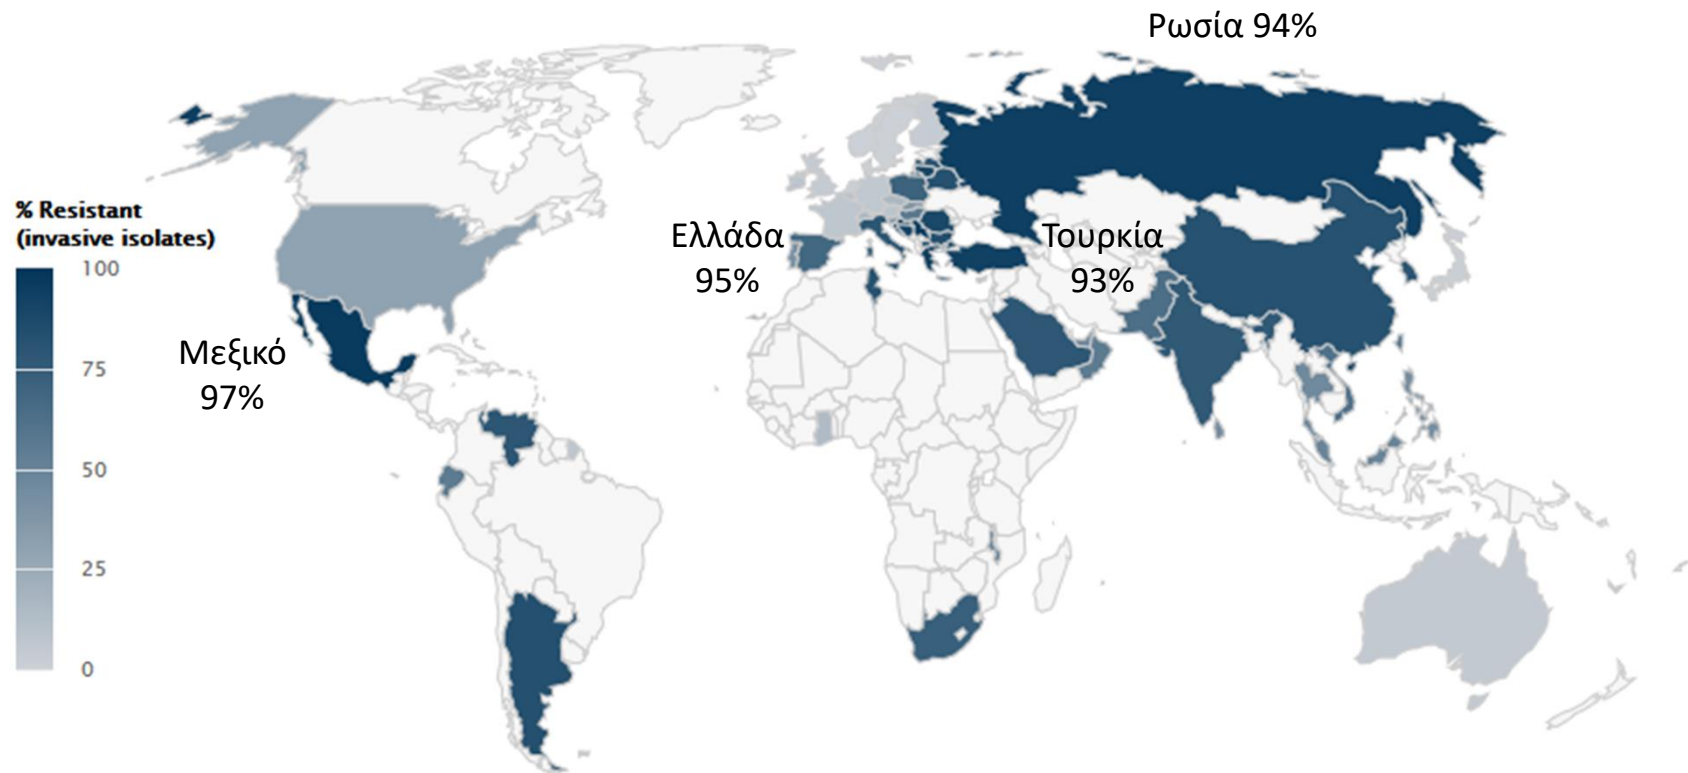 Ρωσία 94%
% Resistant
(invasive isolates)
100
75
50
25
0
Ελλάδα
95%
Τουρκία
93%
Μεξικό
97%